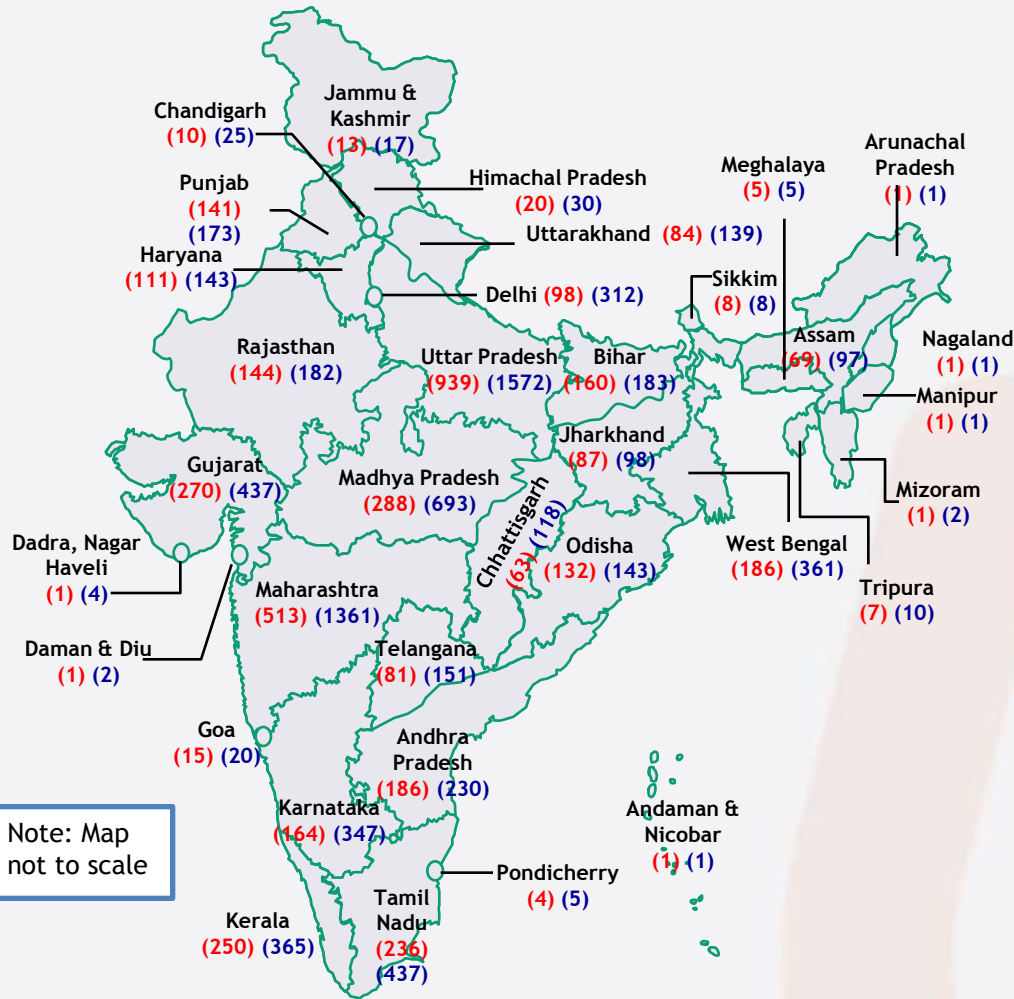 Jammu &
Kashmir
(13) (17)
Chandigarh
(10) (25)
Arunachal
Pradesh
(1) (1)
Meghalaya
(5) (5)
Himachal Pradesh
(20) (30)
Punjab
(141)
(173)
Uttarakhand (84) (139)
Haryana
(111) (143)
Sikkim
(8) (8)
Delhi (98) (312)
Assam
(69) (97)
Nagaland
(1) (1)
Rajasthan
(144) (182)
Uttar Pradesh
(939) (1572)
Bihar
(160) (183)
Manipur
(1) (1)
Jharkhand
(87) (98)
Gujarat
(270) (437)
Madhya Pradesh
(288) (693)
Mizoram
(1) (2)
Chhattisgarh
(63) (118)
Odisha
(132) (143)
West Bengal
(186) (361)
Dadra, Nagar
Haveli
(1) (4)
Tripura
(7) (10)
Maharashtra
(513) (1361)
Daman & Diu
(1) (2)
Telangana
(81) (151)
Goa
(15) (20)
Andhra
Pradesh
(186) (230)
Karnataka
(164) (347)
Andaman &
Nicobar
(1) (1)
Note: Map
not to scale
Pondicherry
(4) (5)
Tamil
Nadu
(236)
(437)
Kerala
(250) (365)